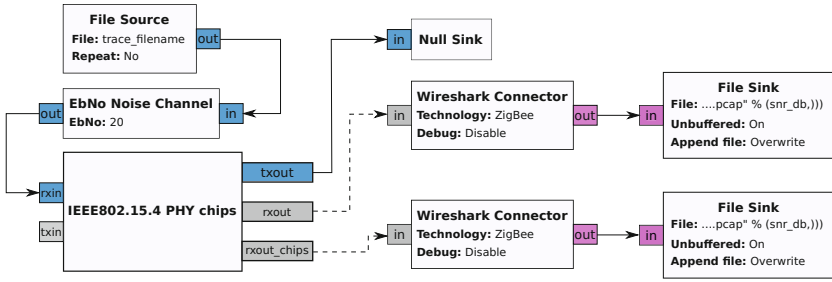 File Source
File: trace_filename
Repeat: No
out
in
Null Sink
out
EbNo Noise Channel
EbNo: 20
in
in
Wireshark Connector
Technology: ZigBee
Debug: Disable
out
in
File Sink
File: ....pcap" % (snr_db,)))
Unbuffered: On
Append file: Overwrite
rxin
txin
IEEE802.15.4 PHY chips
txout
rxout
rxout_chips
in
Wireshark Connector
Technology: ZigBee
Debug: Disable
out
in
File Sink
File: ....pcap" % (snr_db,)))
Unbuffered: On
Append file: Overwrite